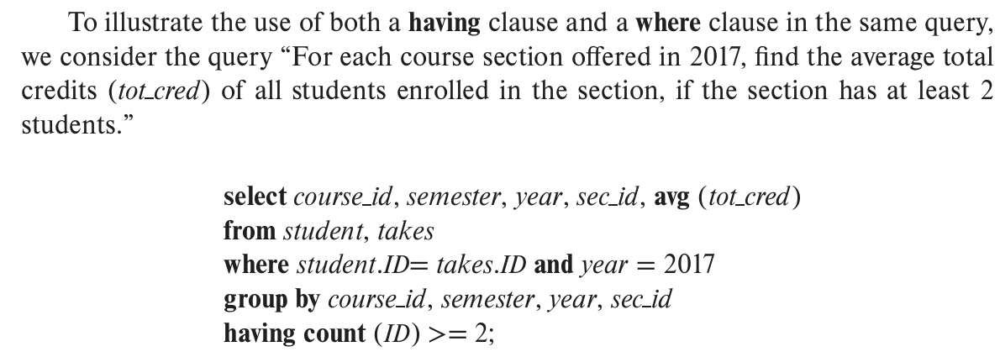 To illustrate the use of both a having clause and a where clause in the same query,
we consider the query “For each course section offered in 2017, find the average total
credits (tot_cred) of all students enrolled in the section, if the section has at least 2
students.”
select course_id, semester, year, sec_id, avg (tot_cred)
from student, takes
where student.ID= takes.ID and year = 2017
group by course_id, semester, year, sec_id
having count (ID) >= 2;